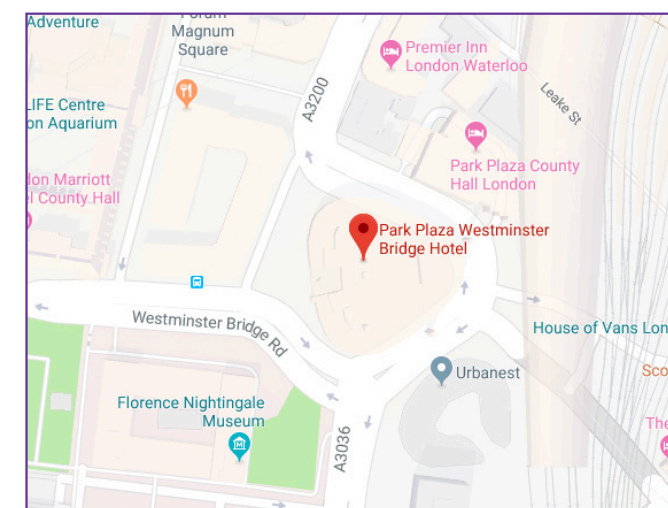 Adventure
Forum
Magnum
Square
Premier Inn
London Waterloo
A3200
Leake St
LIFE Centre
on Aquarium
Park Plaza County
Hall London
don Marriott
el County Hall
Park Plaza Westminster
Bridge Hotel
Westminster Bridge Rd
House of Vans Lon
Urbanest
Sco
Florence Nightingale
Museum
The
A3036